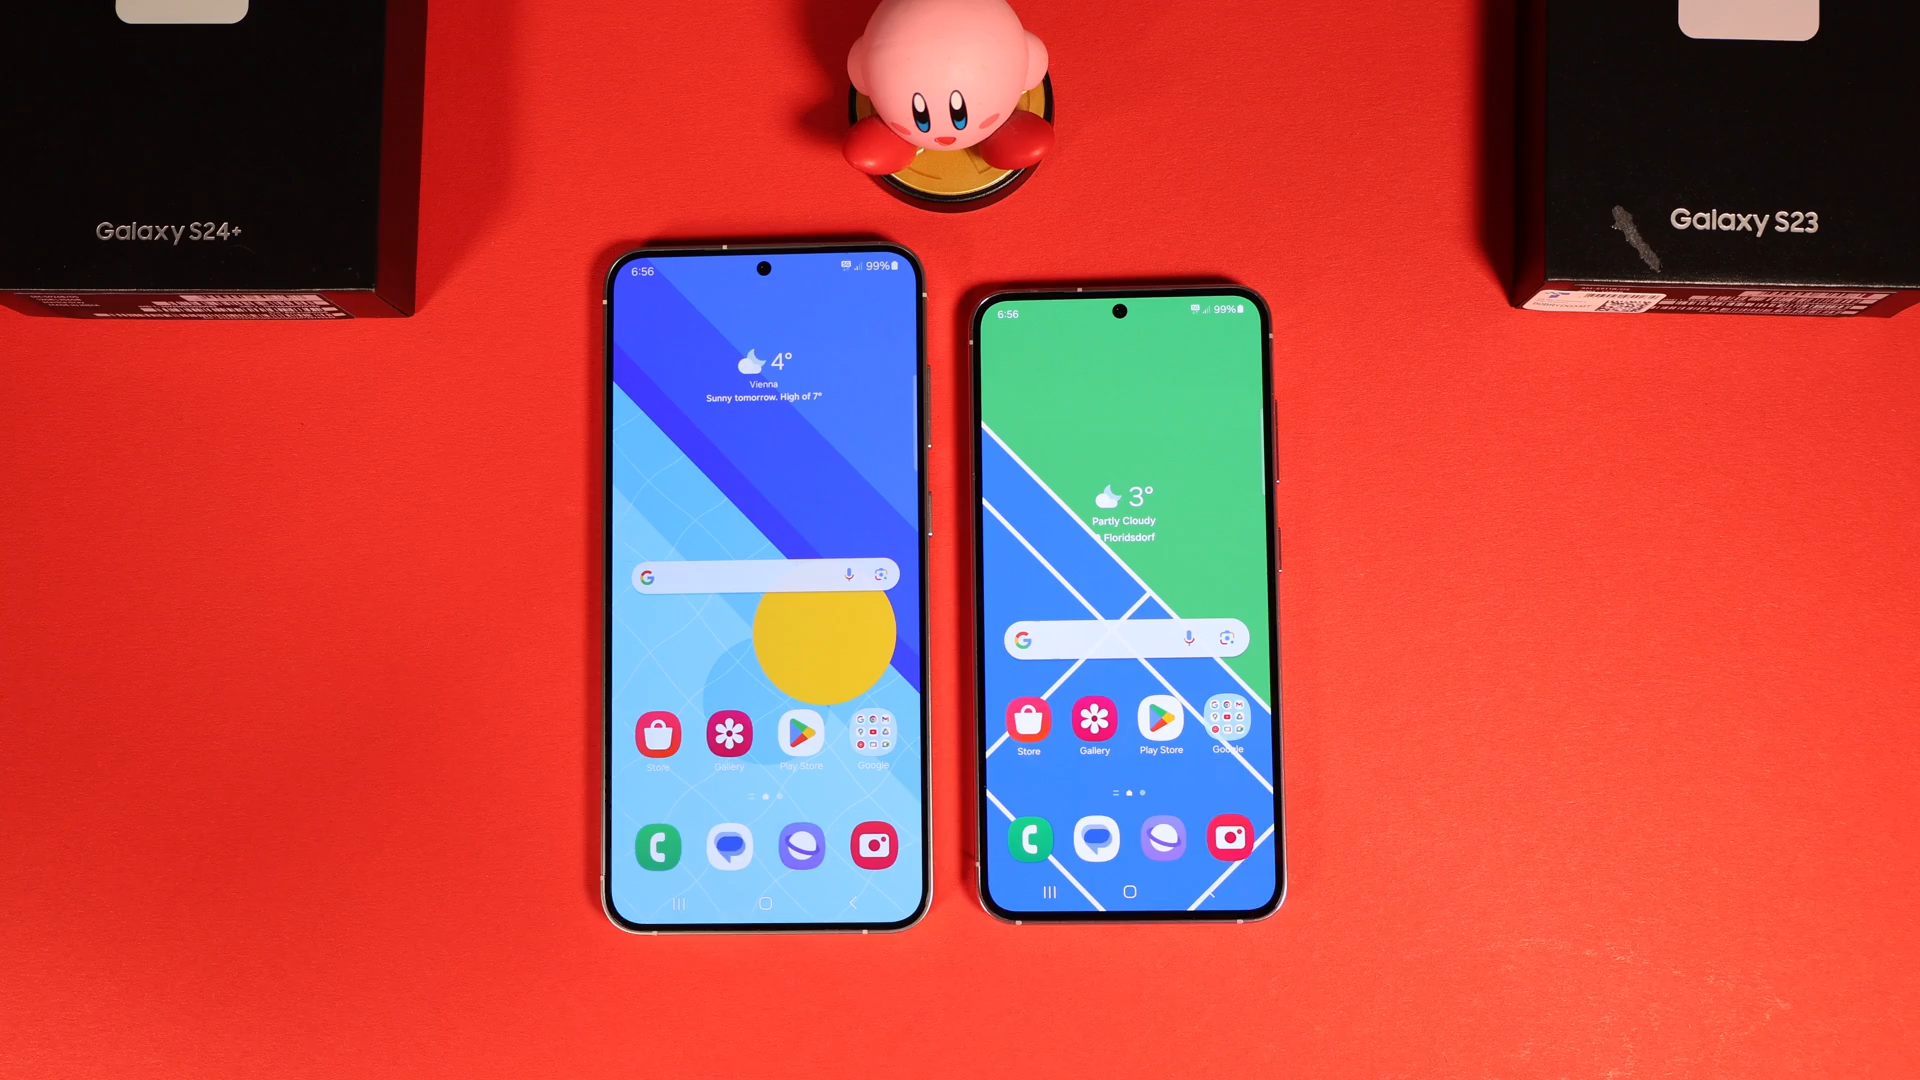 Galaxy S24+
Galaxy S23
6:56
99%
4°
Vienna
Sunny tomorrow. High of 7°
Store
Gallery
Play Store
Google
6:56
99%
3°
Partly Cloudy
Floridsdorf
Store
Gallery
Play Store
Google